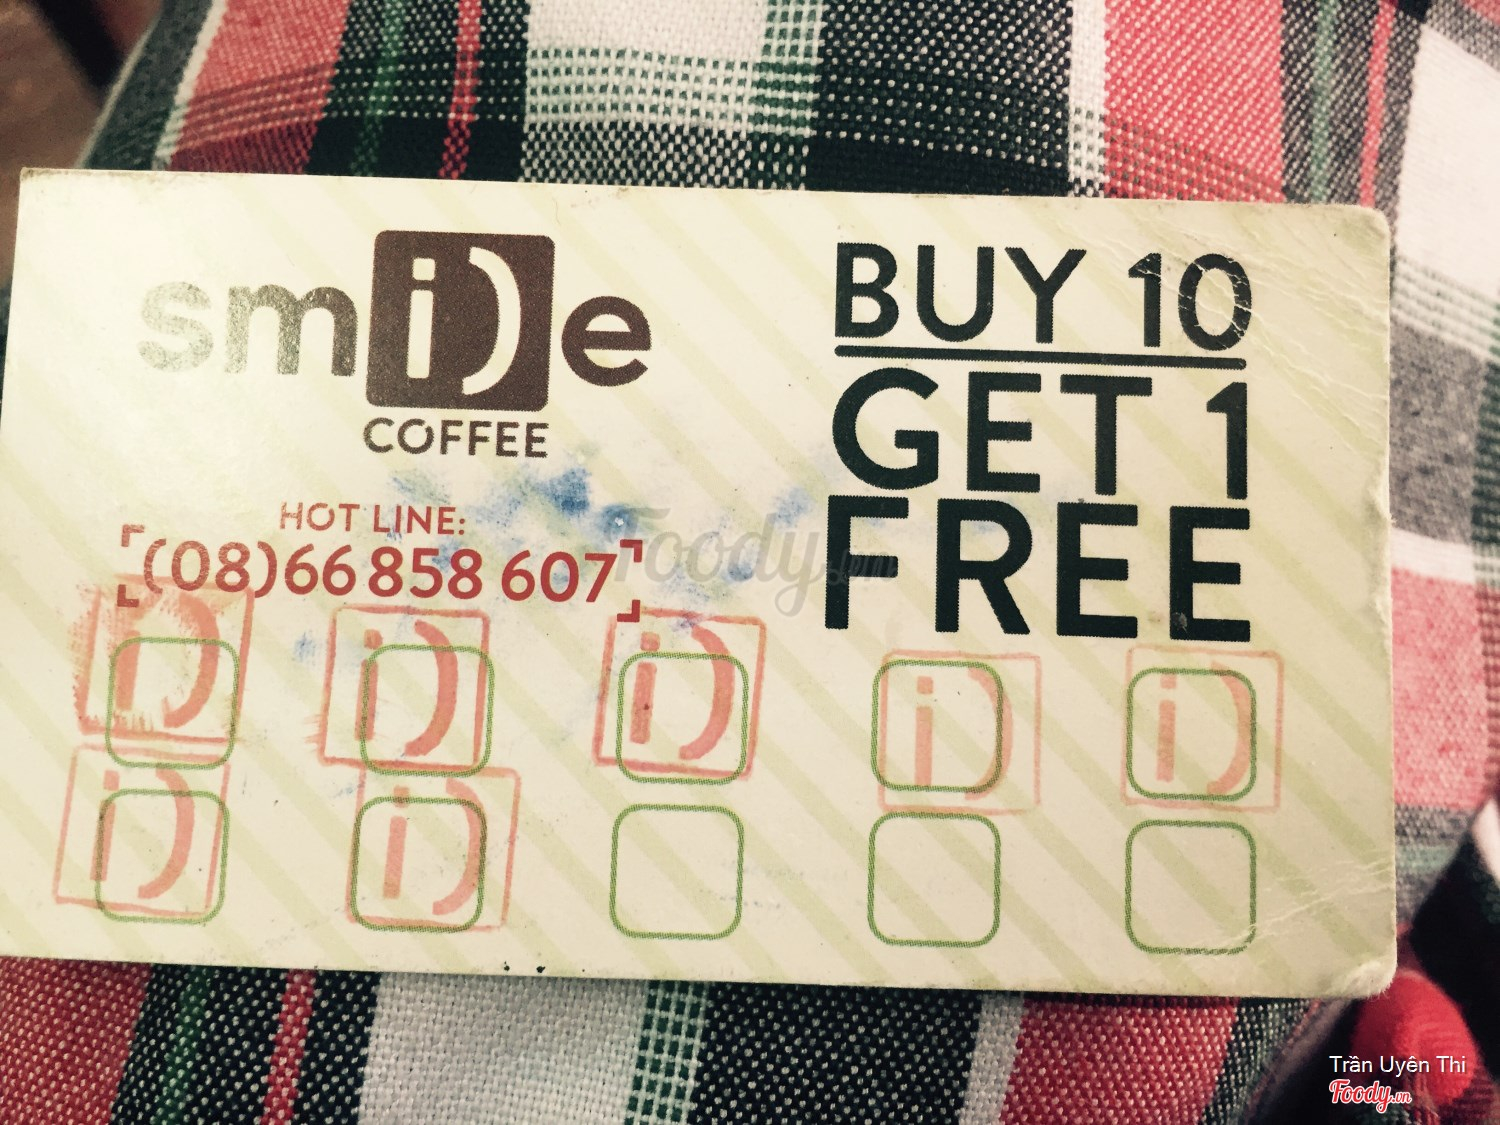 smi)e
COFFEE
HOT LINE:
(08)66 858 607
BUY 10
GET 1
FREE
i) i) i) i) i)
i) i)
Foody.vn
Trần Uyên Thi
Foody.vn